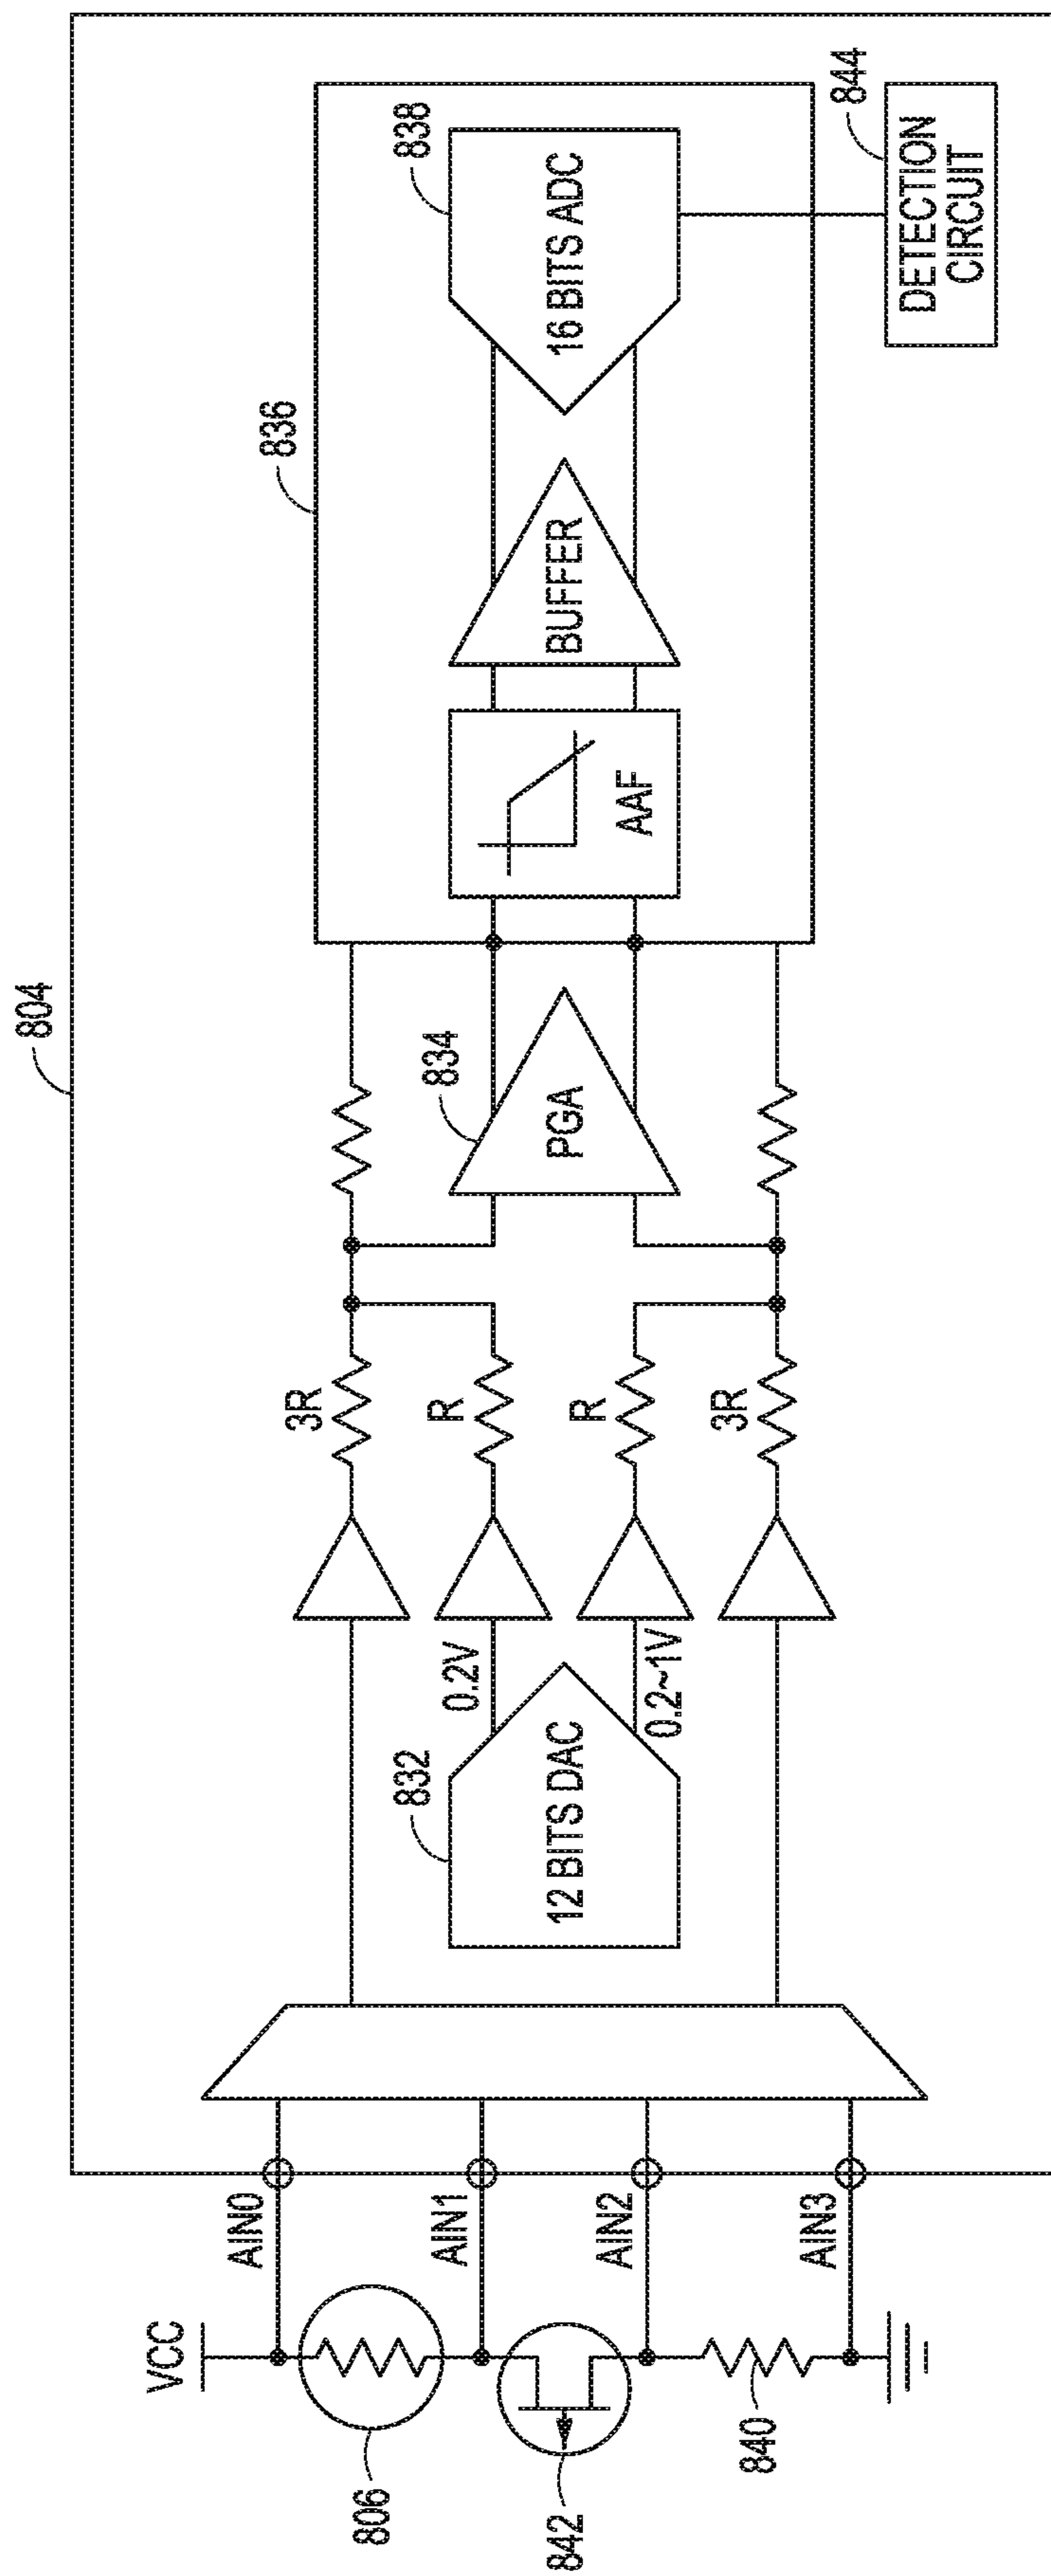 804
VCC
806
842
840
AIN0
AIN1
AIN2
AIN3
832
12 BITS DAC
0.2V
0.2~1V
3R
R
R
3R
834
PGA
836
AAF
BUFFER
838
16 BITS ADC
844
DETECTION
CIRCUIT